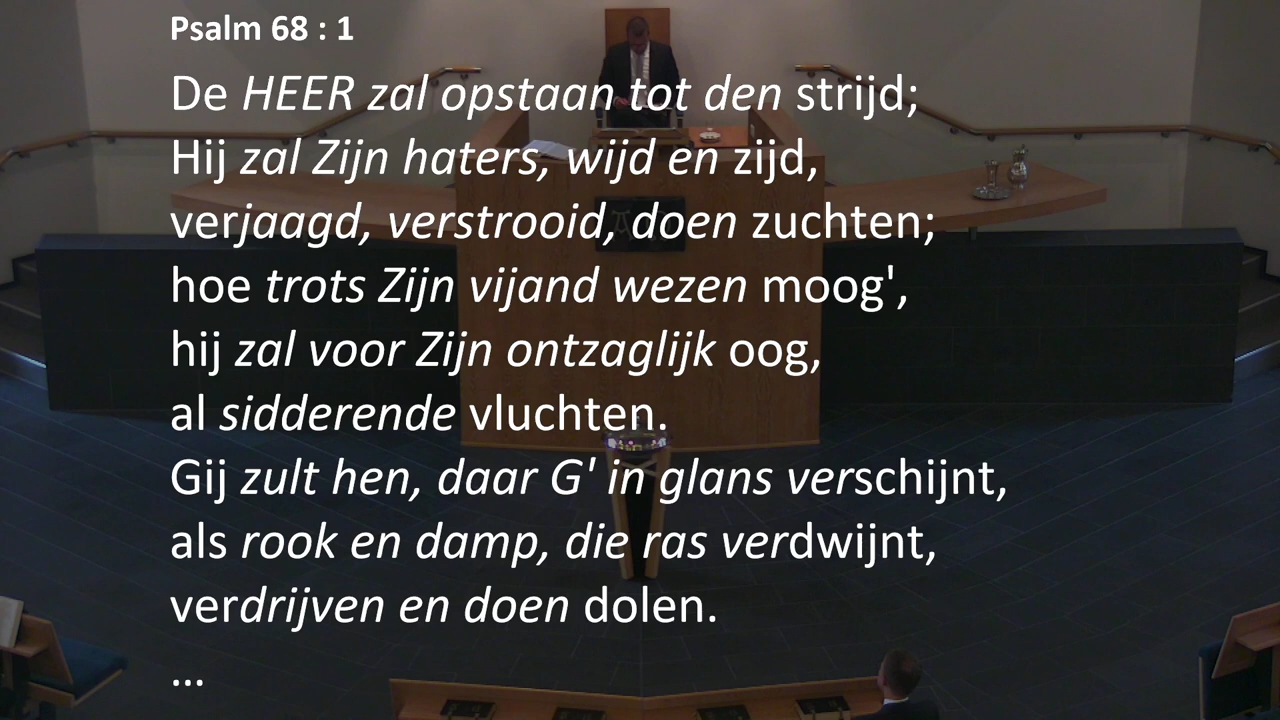 Psalm 68 : 1
De HEER zal opstaan tot den strijd;
Hij zal Zijn haters, wijd en zijd,
verjaagd, verstrooid, doen zuchten;
hoe trots Zijn vijand wezen moog',
hij zal voor Zijn ontzaglijk oog,
al sidderende vluchten.
Gij zult hen, daar G' in glans verschijnt,
als rook en damp, die ras verdwijnt,
verdrijven en doen dolen.
...